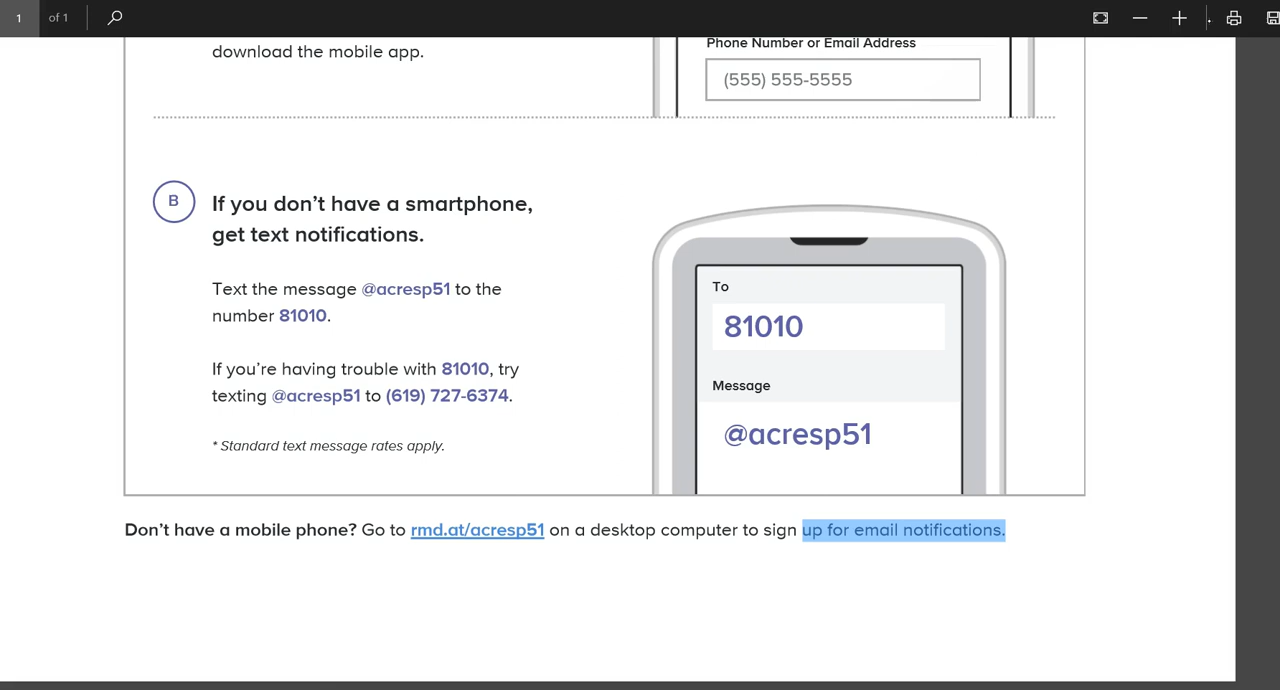 1 of 1
download the mobile app.
Phone Number or Email Address
(555) 555-5555
B
If you don’t have a smartphone,
get text notifications.
Text the message @acresp51 to the
number 81010.
If you’re having trouble with 81010, try
texting @acresp51 to (619) 727-6374.
* Standard text message rates apply.
To
81010
Message
@acresp51
Don’t have a mobile phone? Go to rmd.at/acresp51 on a desktop computer to sign up for email notifications.